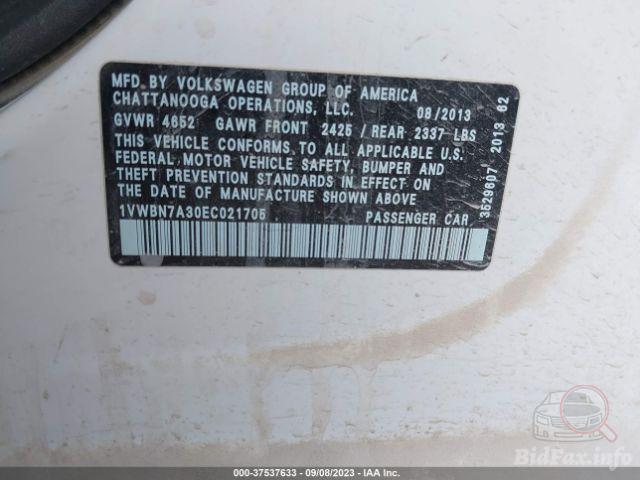 MFD. BY VOLKSWAGEN GROUP OF AMERICA
CHATTANOOGA OPERATIONS, LLC. 08/2013
GVWR 4652 GAWR FRONT 2425 / REAR 2337 LBS
THIS VEHICLE CONFORMS TO ALL APPLICABLE U.S.
FEDERAL MOTOR VEHICLE SAFETY, BUMPER AND
THEFT PREVENTION STANDARDS IN EFFECT ON
THE DATE OF MANUFACTURE SHOWN ABOVE
1VWBN7A30EC021705 PASSENGER CAR
3529607 2013 62
BidFax.info
000-37537633 - 09/08/2023 - IAA Inc.